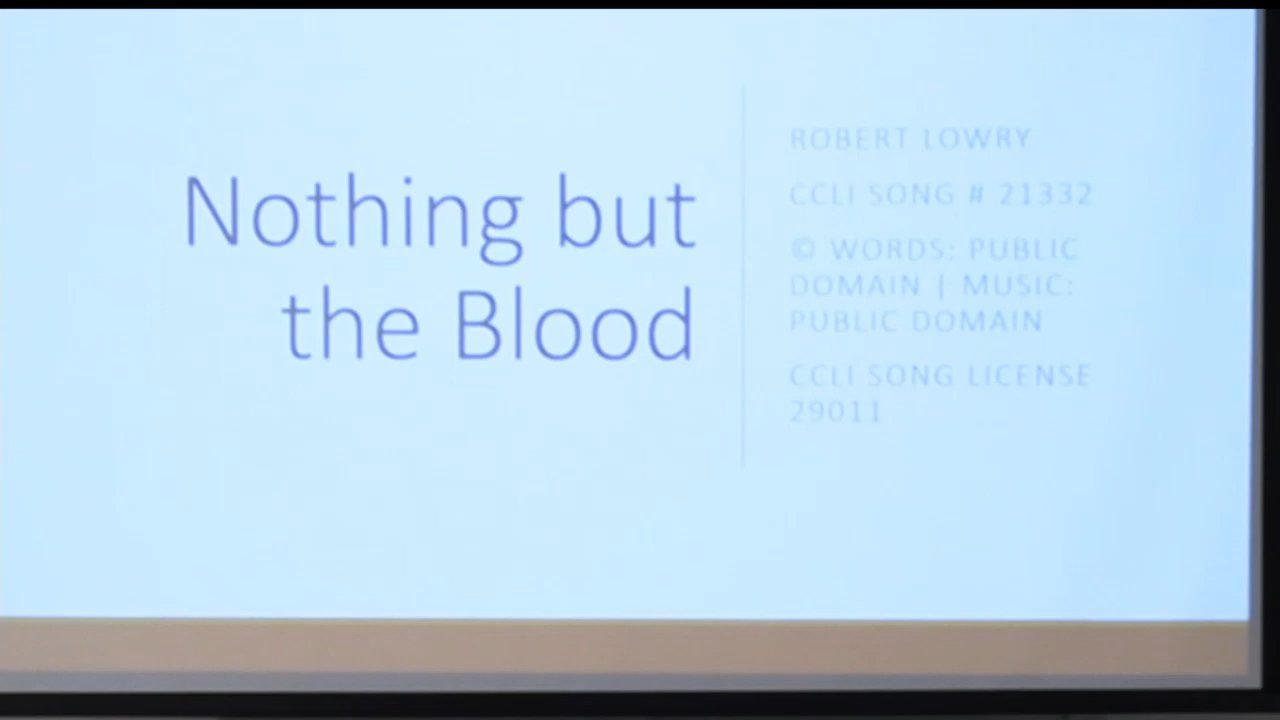 Nothing but
the Blood
ROBERT LOWRY
CCLI SONG # 21332
© WORDS: PUBLIC
DOMAIN | MUSIC:
PUBLIC DOMAIN
CCLI SONG LICENSE
29011